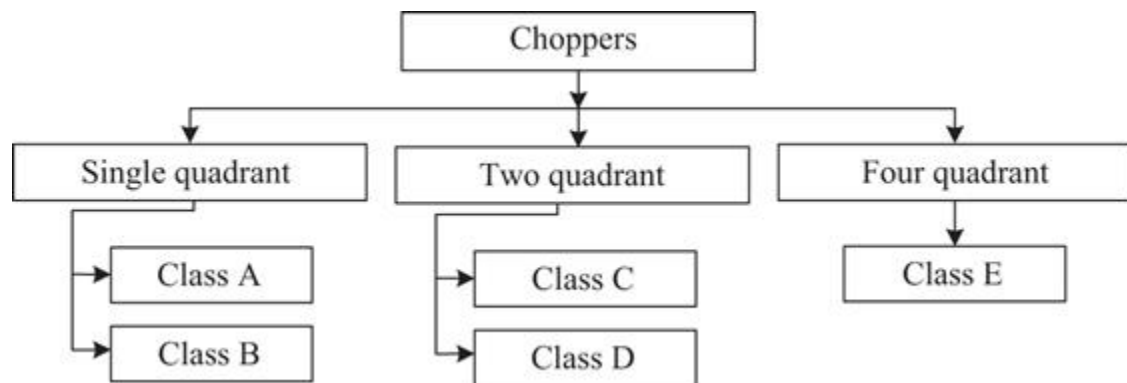 Choppers
Single quadrant
Two quadrant
Four quadrant
Class A
Class B
Class C
Class D
Class E